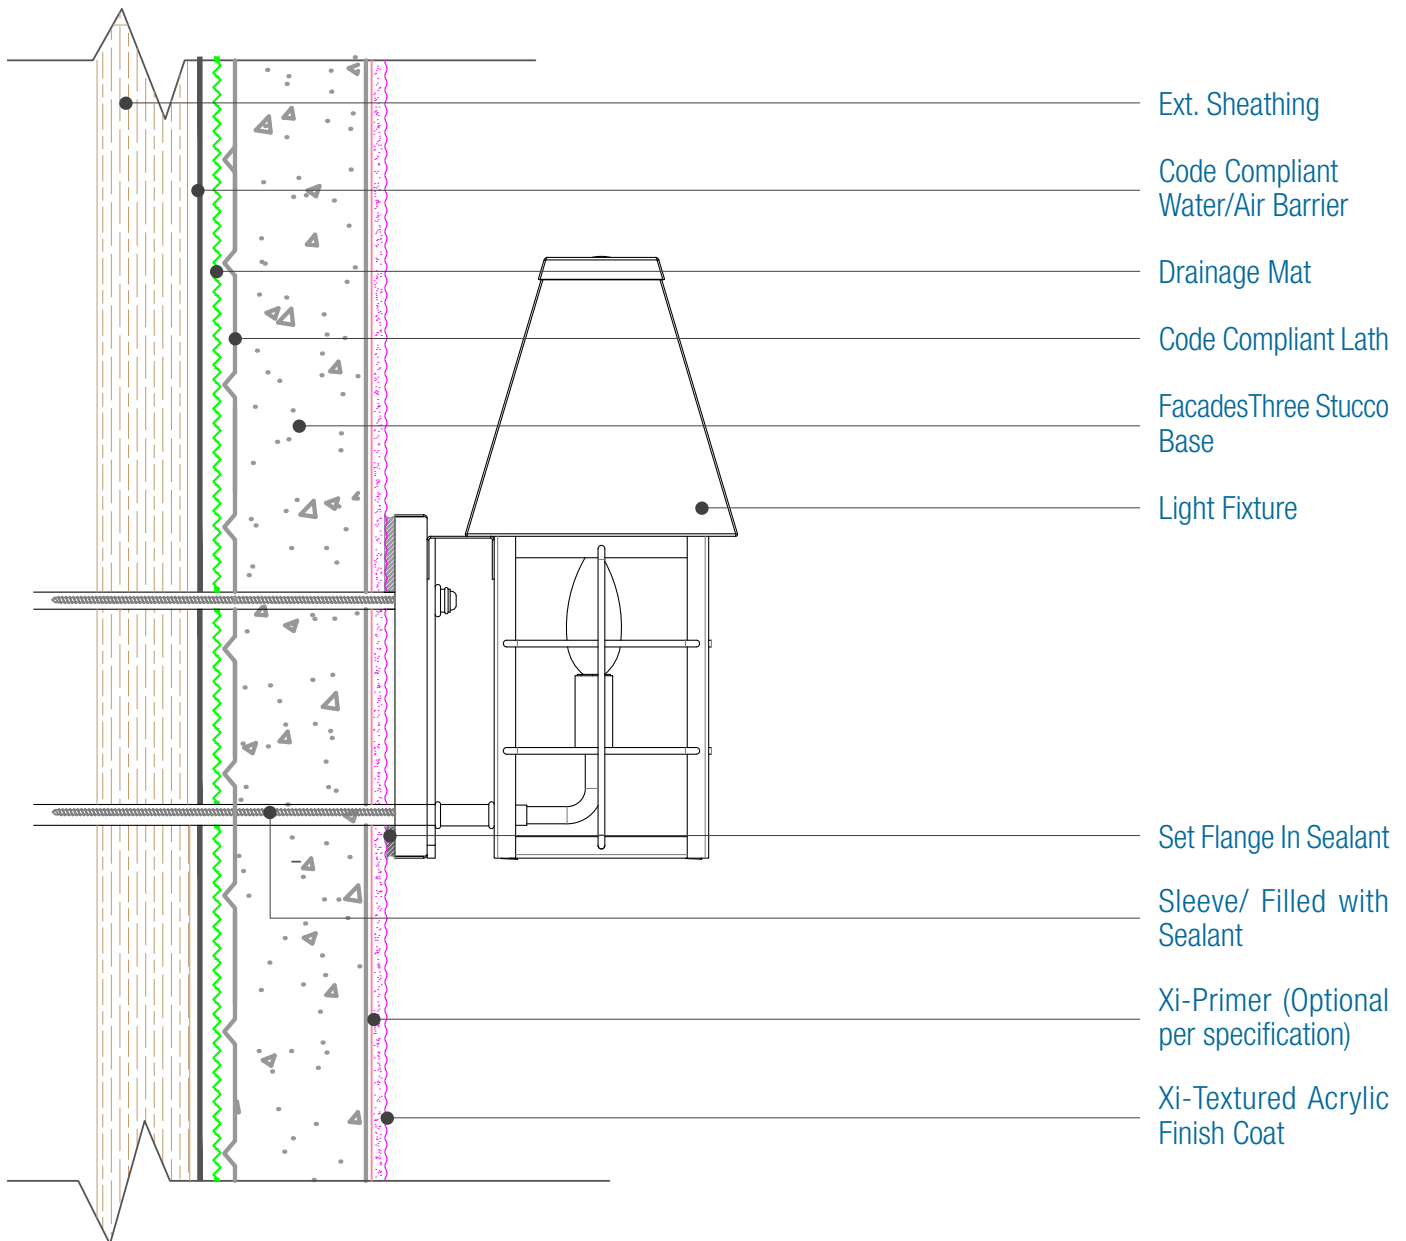 Ext. Sheathing
Code Compliant
Water/Air Barrier
Drainage Mat
Code Compliant Lath
FacadesThree Stucco
Base
Light Fixture
Set Flange In Sealant
Sleeve/ Filled with
Sealant
Xi-Primer (Optional
per specification)
Xi-Textured Acrylic
Finish Coat